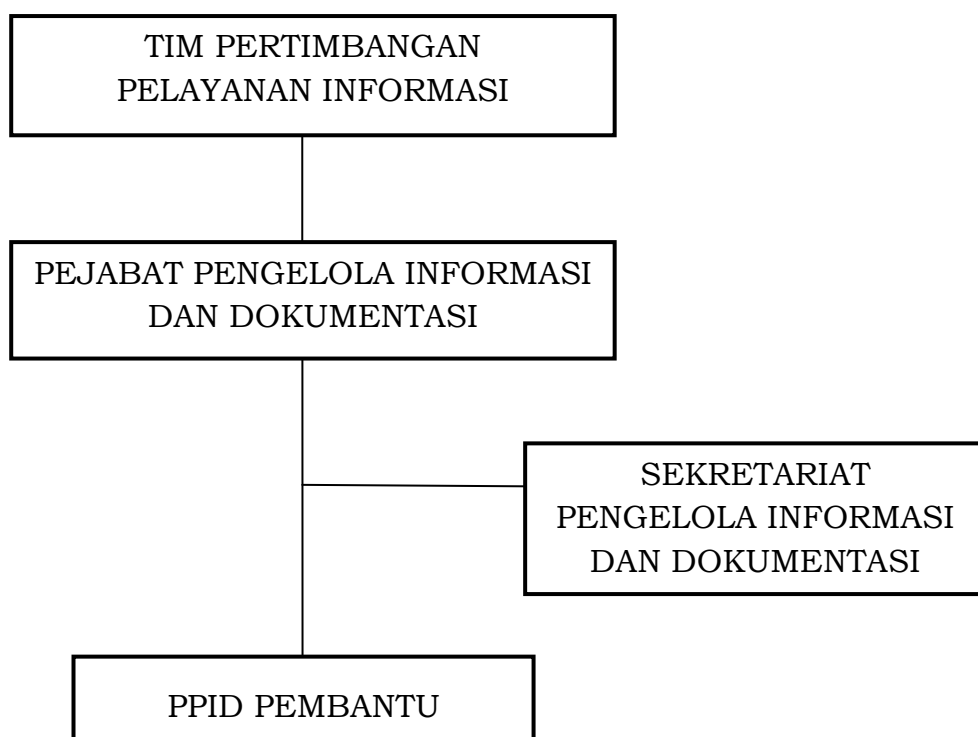 TIM PERTIMBANGAN
PELAYANAN INFORMASI
PEJABAT PENGELOLA INFORMASI
DAN DOKUMENTASI
SEKRETARIAT
PENGELOLA INFORMASI
DAN DOKUMENTASI
PPID PEMBANTU